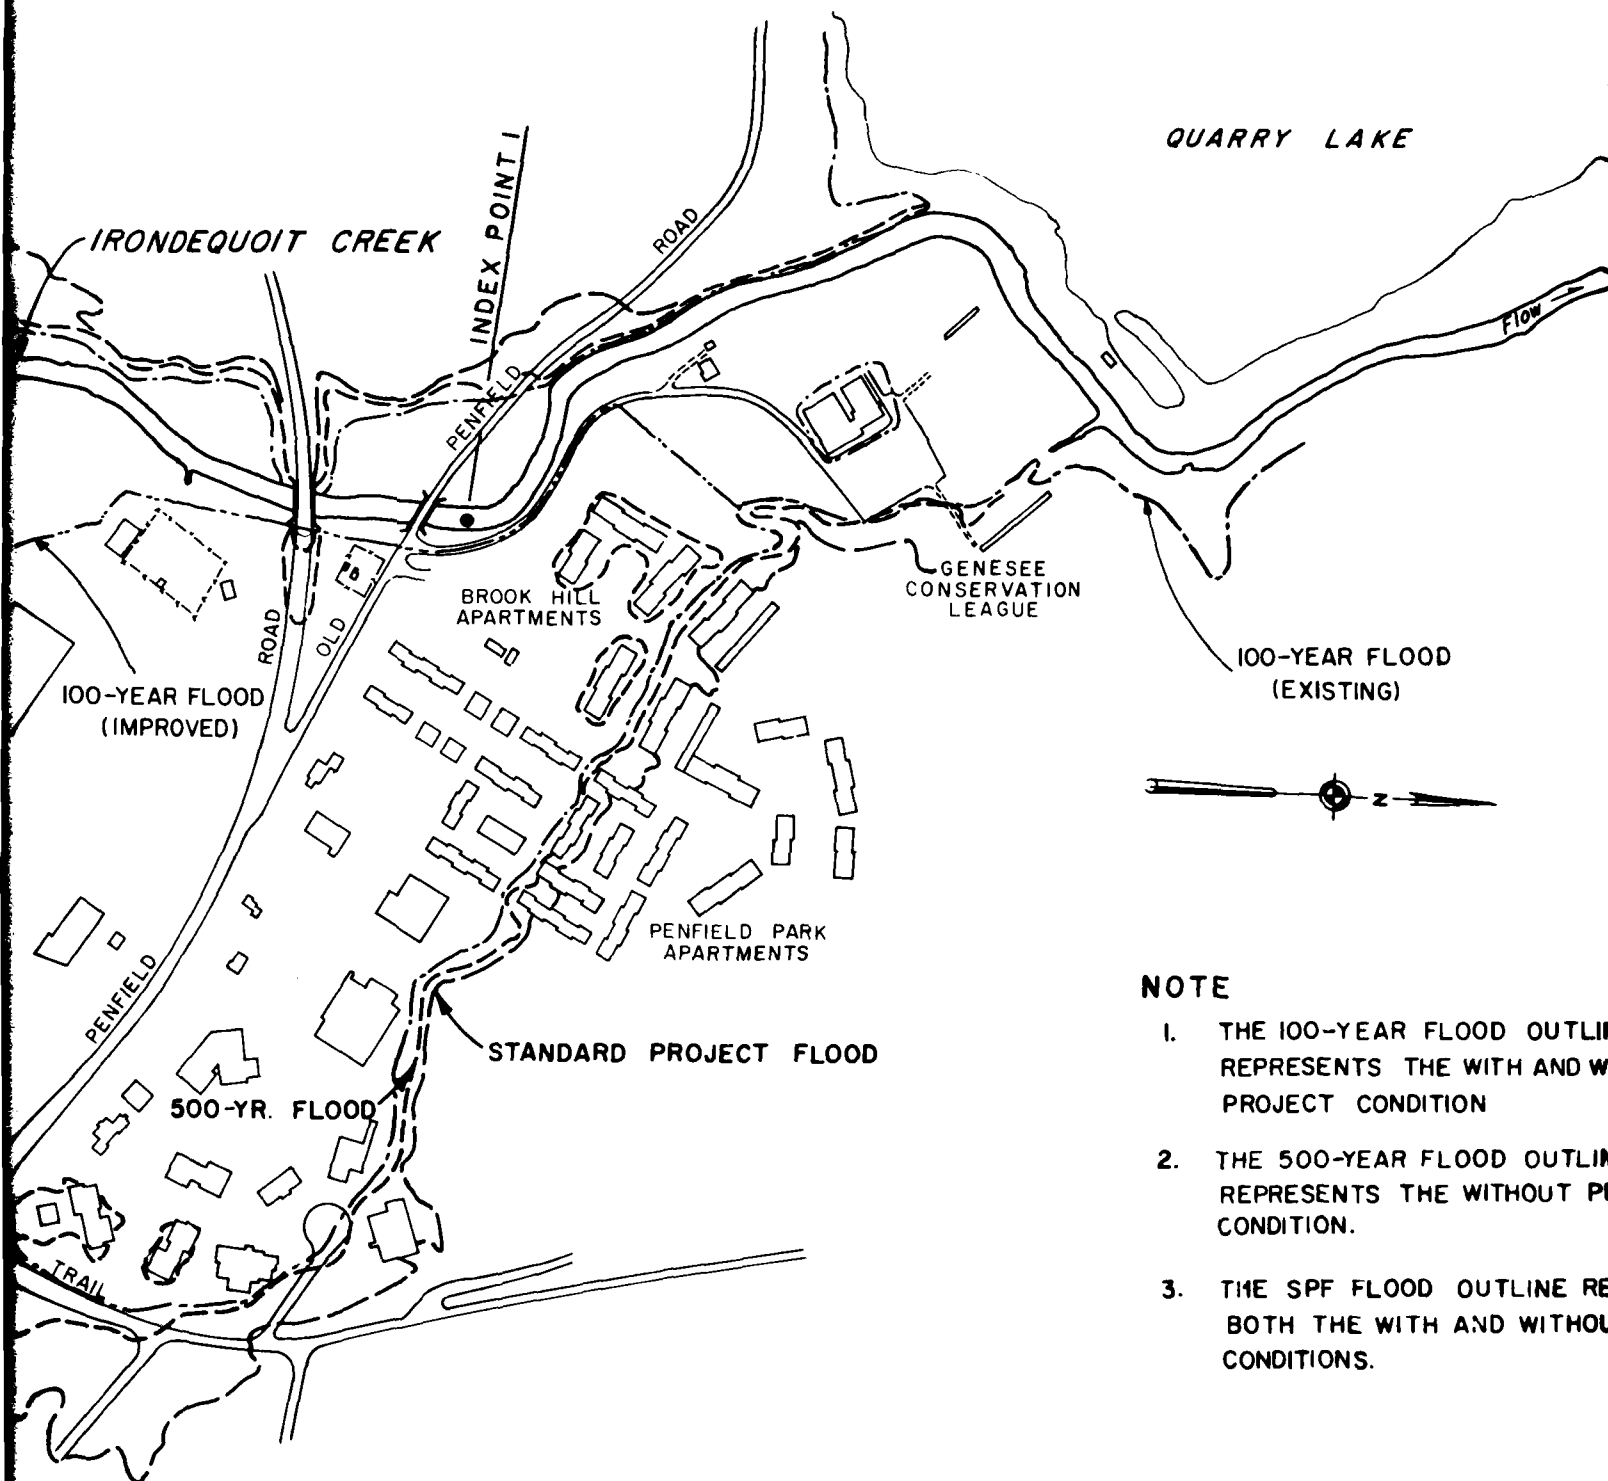 QUARRY LAKE
IRONDEQUOIT CREEK
INDEX POINT 1
ROAD
PENFIELD
Flow
GENESEE
CONSERVATION
LEAGUE
BROOK HILL
APARTMENTS
ROAD
OLD
100-YEAR FLOOD
(IMPROVED)
100-YEAR FLOOD
(EXISTING)
Z
PENFIELD PARK
APARTMENTS
PENFIELD
STANDARD PROJECT FLOOD
500-YR. FLOOD
TRAIL
NOTE
1. THE 100-YEAR FLOOD OUTLI
REPRESENTS THE WITH AND W
PROJECT CONDITION
2. THE 500-YEAR FLOOD OUTLIN
REPRESENTS THE WITHOUT P
CONDITION.
3. THE SPF FLOOD OUTLINE RE
BOTH THE WITH AND WITHOU
CONDITIONS.